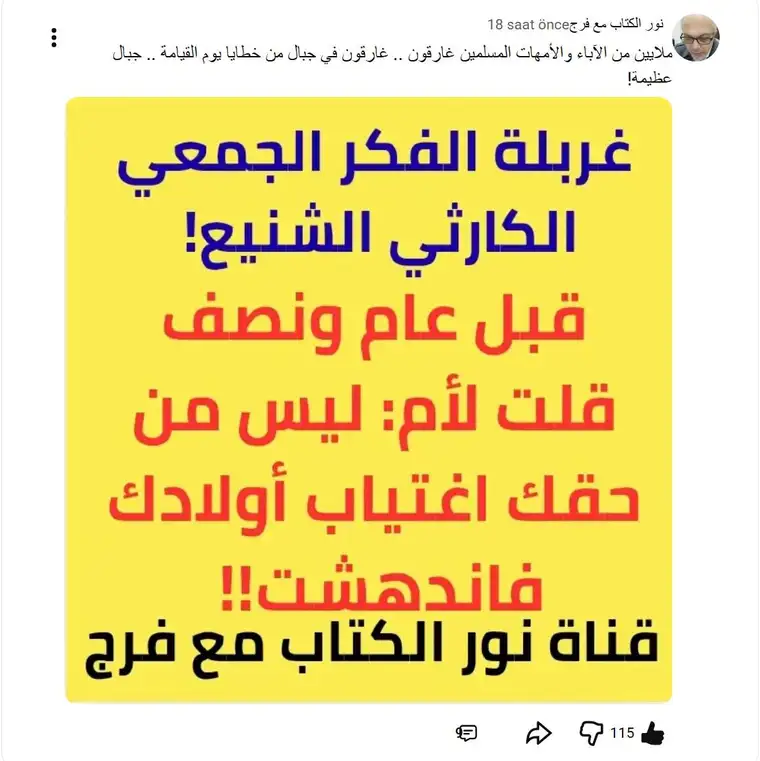 نور الكتاب مع فرج 18 saat önce
ملايين من الآباء والأمهات المسلمين غارقون .. غارقون في جبال من خطايا يوم القيامة .. جبال
عظيمة!
غربلة الفكر الجمعي
الكارثي الشنيع!
قبل عام ونصف
قلت لأم: ليس من
حقك اغتياب أولادك
فاندهشت!!
قناة نور الكتاب مع فرج
115